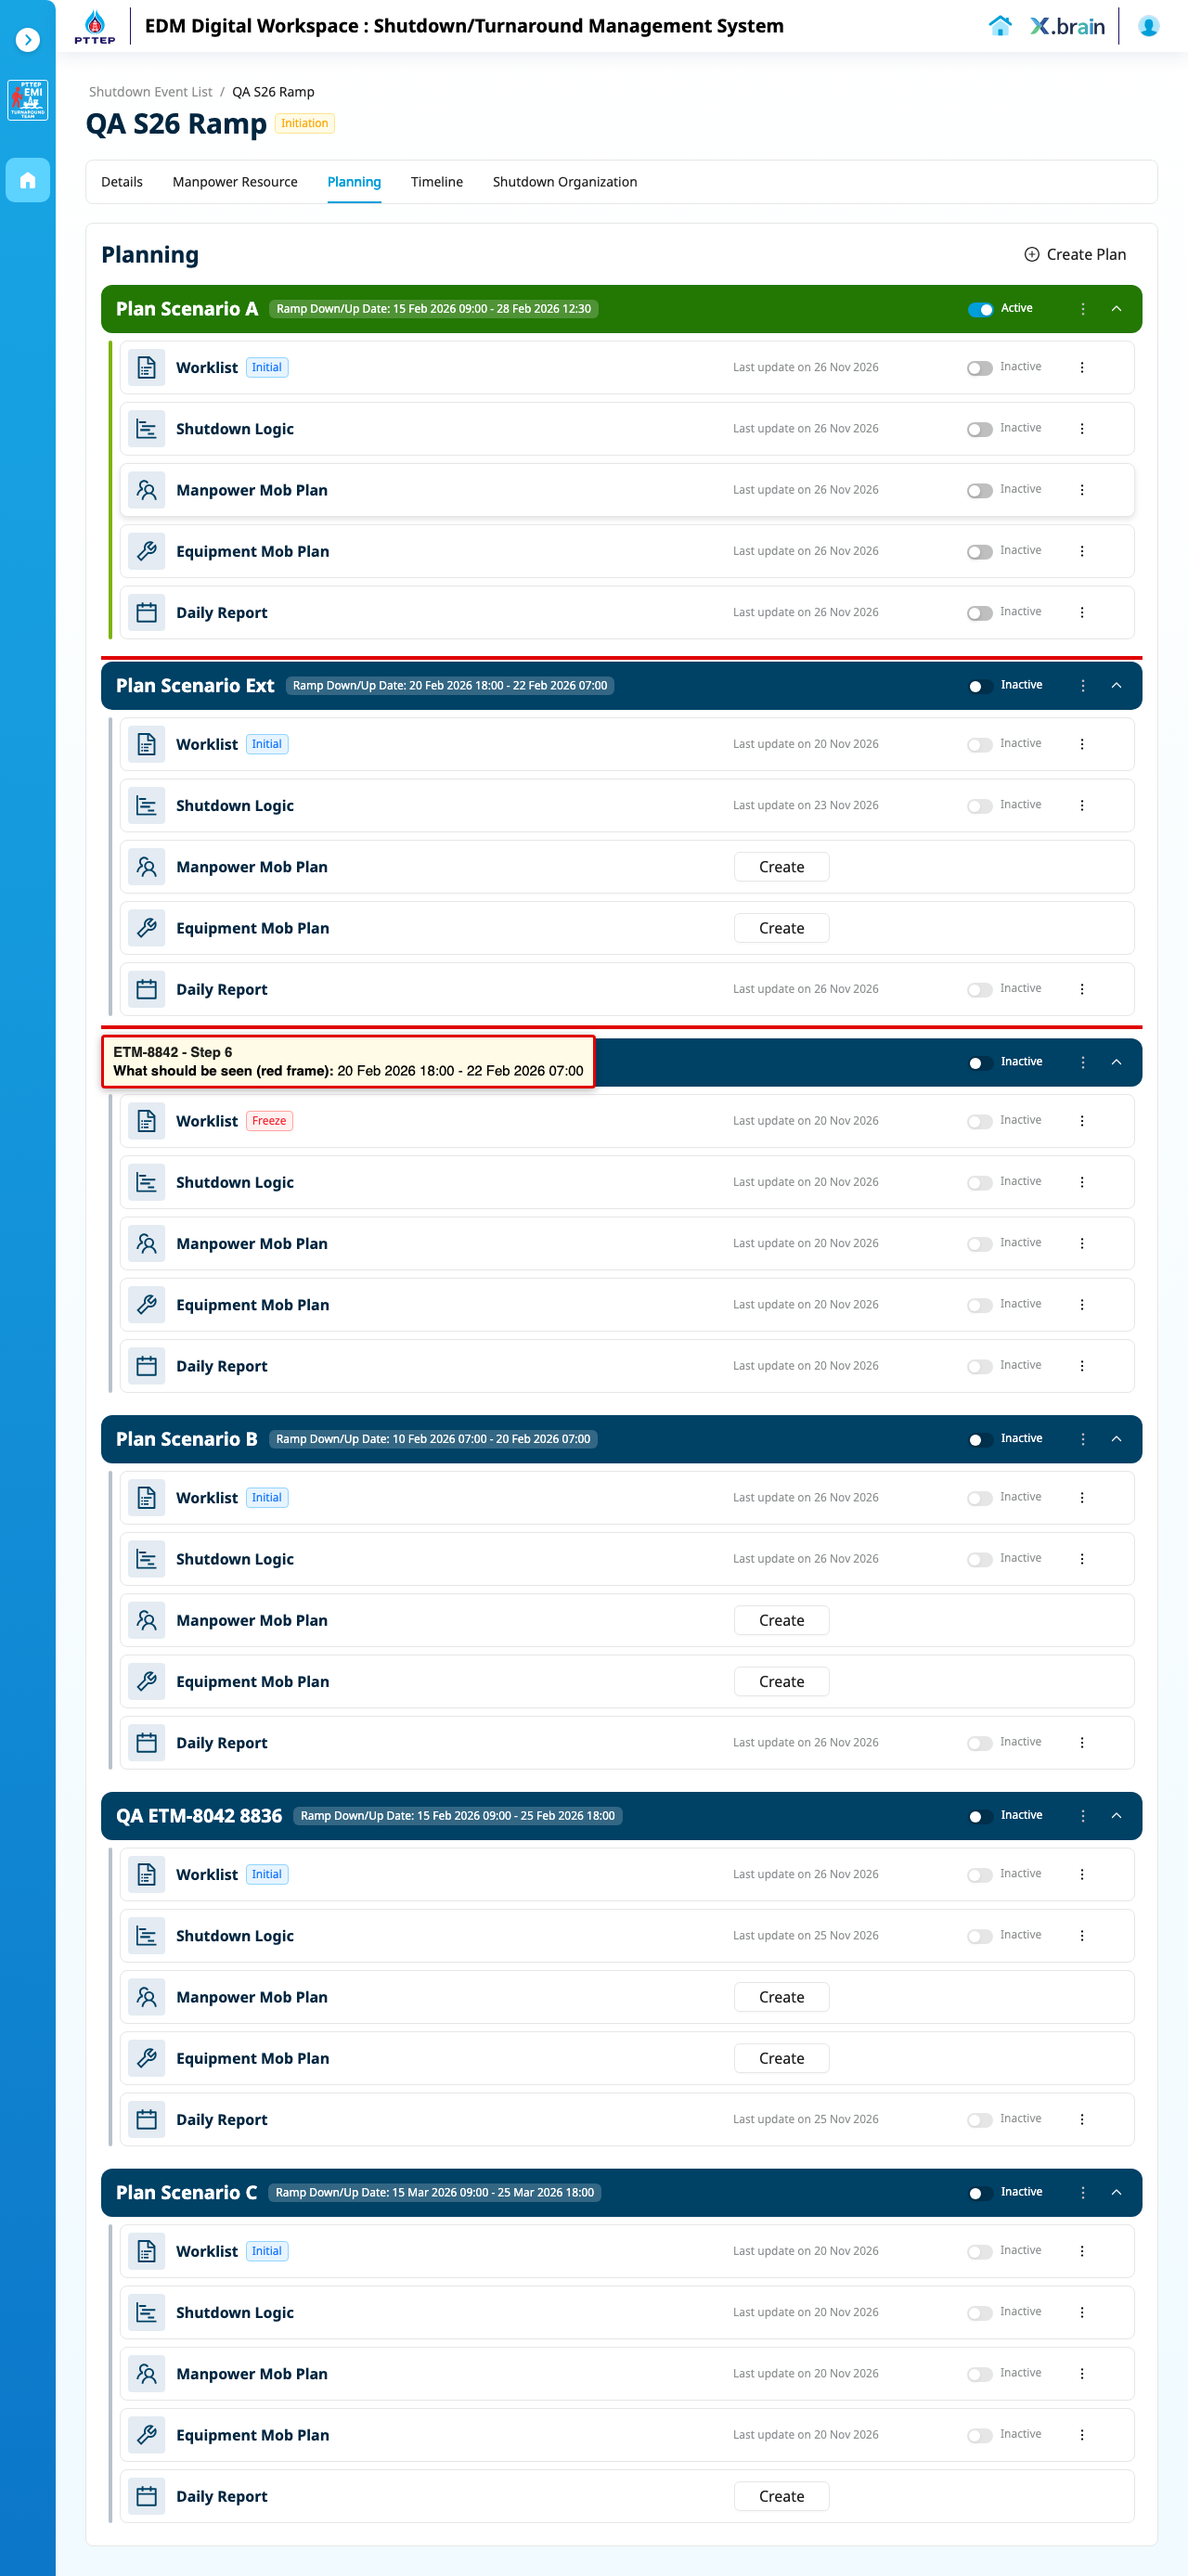 PTTEP
EDM Digital Workspace : Shutdown/Turnaround Management System
X.brain
PTTEP
EMI
TURNAROUND
TEAM
Shutdown Event List / QA S26 Ramp
QA S26 Ramp Initiation
Details Manpower Resource Planning Timeline Shutdown Organization
Planning Create Plan
Plan Scenario A Ramp Down/Up Date: 15 Feb 2026 09:00 - 28 Feb 2026 12:30 Active
Worklist Initial Last update on 26 Nov 2026 Inactive
Shutdown Logic Last update on 26 Nov 2026 Inactive
Manpower Mob Plan Last update on 26 Nov 2026 Inactive
Equipment Mob Plan Last update on 26 Nov 2026 Inactive
Daily Report Last update on 26 Nov 2026 Inactive
Plan Scenario Ext Ramp Down/Up Date: 20 Feb 2026 18:00 - 22 Feb 2026 07:00 Inactive
Worklist Initial Last update on 20 Nov 2026 Inactive
Shutdown Logic Last update on 23 Nov 2026 Inactive
Manpower Mob Plan Create
Equipment Mob Plan Create
Daily Report Last update on 26 Nov 2026 Inactive
ETM-8842 - Step 6
What should be seen (red frame): 20 Feb 2026 18:00 - 22 Feb 2026 07:00
Inactive
Worklist Freeze Last update on 20 Nov 2026 Inactive
Shutdown Logic Last update on 20 Nov 2026 Inactive
Manpower Mob Plan Last update on 20 Nov 2026 Inactive
Equipment Mob Plan Last update on 20 Nov 2026 Inactive
Daily Report Last update on 20 Nov 2026 Inactive
Plan Scenario B Ramp Down/Up Date: 10 Feb 2026 07:00 - 20 Feb 2026 07:00 Inactive
Worklist Initial Last update on 26 Nov 2026 Inactive
Shutdown Logic Last update on 26 Nov 2026 Inactive
Manpower Mob Plan Create
Equipment Mob Plan Create
Daily Report Last update on 26 Nov 2026 Inactive
QA ETM-8042 8836 Ramp Down/Up Date: 15 Feb 2026 09:00 - 25 Feb 2026 18:00 Inactive
Worklist Initial Last update on 26 Nov 2026 Inactive
Shutdown Logic Last update on 25 Nov 2026 Inactive
Manpower Mob Plan Create
Equipment Mob Plan Create
Daily Report Last update on 25 Nov 2026 Inactive
Plan Scenario C Ramp Down/Up Date: 15 Mar 2026 09:00 - 25 Mar 2026 18:00 Inactive
Worklist Initial Last update on 20 Nov 2026 Inactive
Shutdown Logic Last update on 20 Nov 2026 Inactive
Manpower Mob Plan Last update on 20 Nov 2026 Inactive
Equipment Mob Plan Last update on 20 Nov 2026 Inactive
Daily Report Create